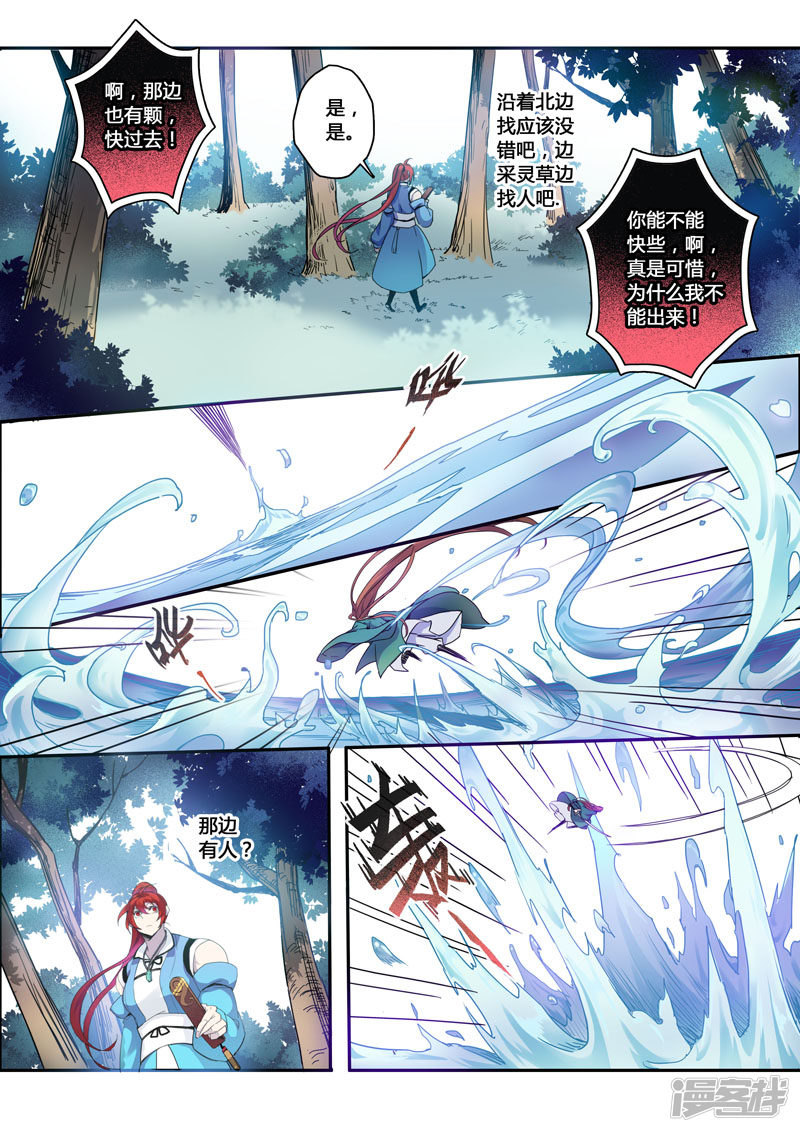 啊，那边
也有颗，
快过去！
是，
是。
沿着北边
找应该没
错吧，边
采灵草边
找人吧.
你能不能
快些，啊，
真是可惜，
为什么我不
能出来！
那边
有人？
漫客栈